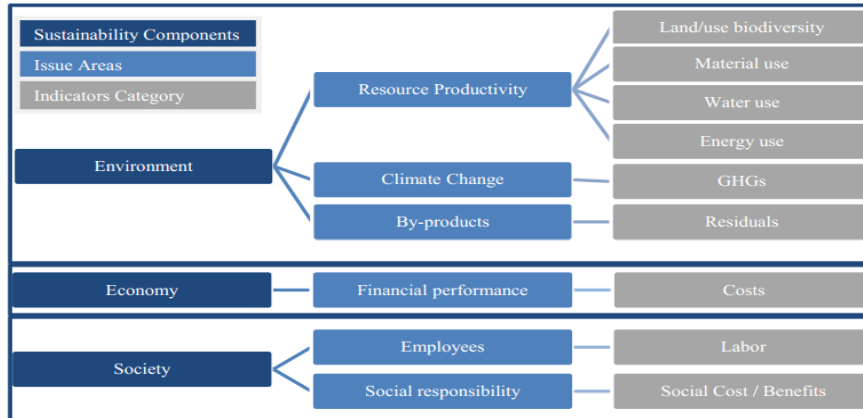 Sustainability Components
Issue Areas
Indicators Category
Environment
Resource Productivity
Land/use biodiversity
Material use
Water use
Energy use
Climate Change
GHGs
By-products
Residuals
Economy
Financial performance
Costs
Society
Employees
Labor
Social responsibility
Social Cost / Benefits